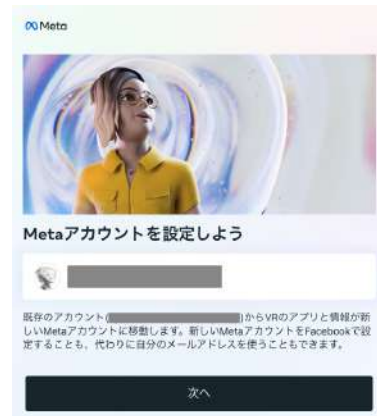 Meta
Metaアカウントを設定しよう
既存のアカウント( )からVRのアプリと情報が新
しいMetaアカウントに移動します。新しいMetaアカウントをFacebookで設
定することも、代わりに自分のメールアドレスを使うこともできます。
次へ